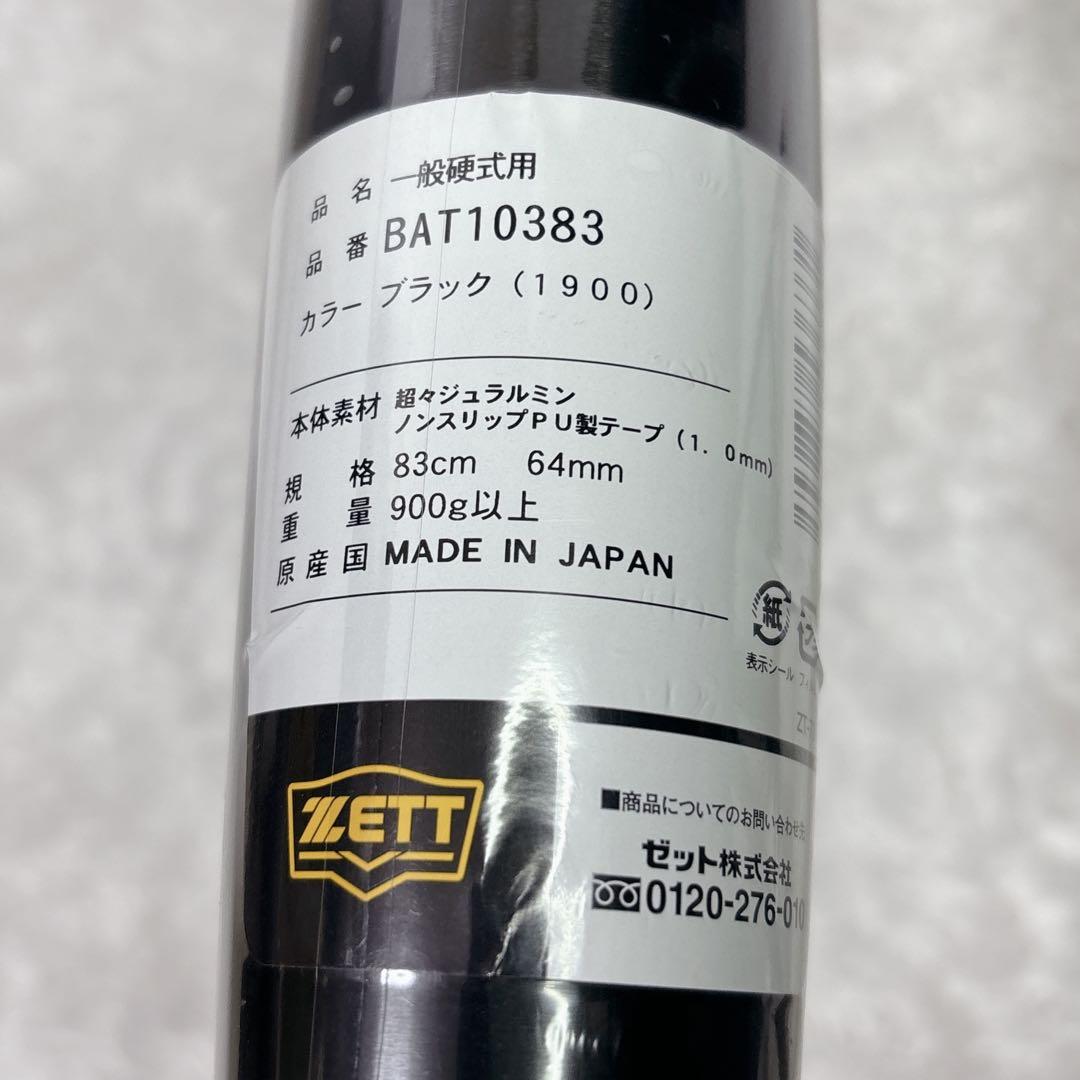 品名 一般硬式用
品番 BAT10383
カラー ブラック（1900）
本体素材 超々ジュラルミン
ノンスリップPU製テープ（1．0mm）
規格 83cm 64mm
重量 900g以上
原産国 MADE IN JAPAN
紙
表示シール
ZETT
■商品についてのお問い合わせ先
ゼット株式会社
0120-276-010